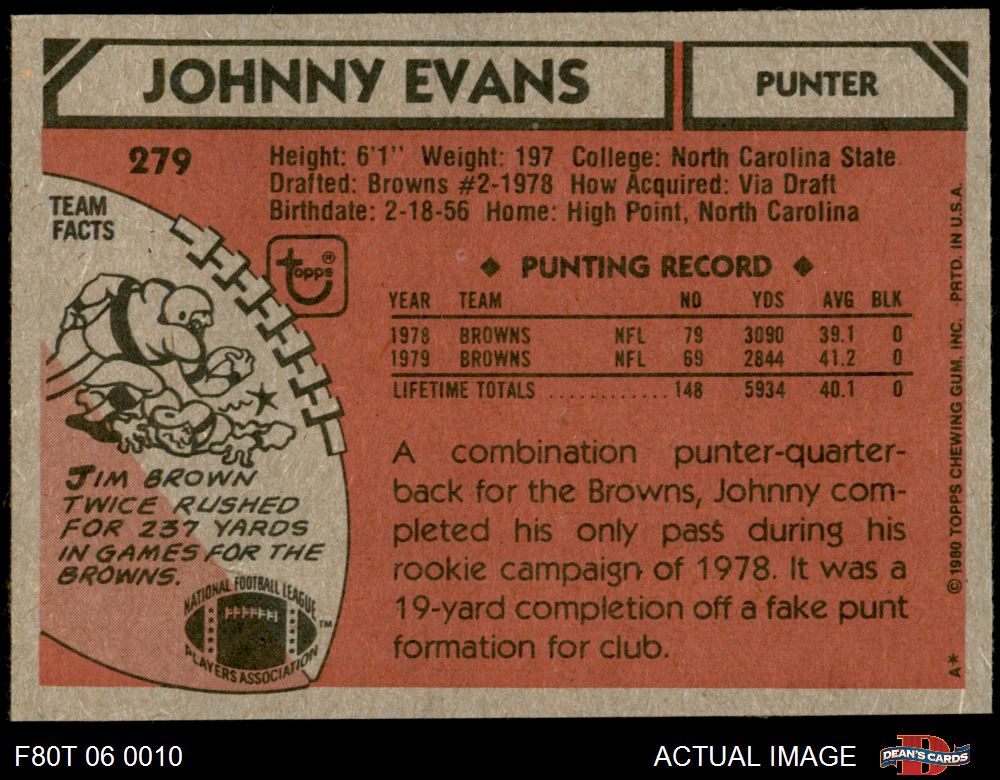 JOHNNY EVANS
PUNTER
279
Height: 6'1" Weight: 197 College: North Carolina State
Drafted: Browns #2-1978 How Acquired: Via Draft
Birthdate: 2-18-56 Home: High Point, North Carolina
TEAM
FACTS
topps®
◆ PUNTING RECORD ◆
YEAR TEAM NO YDS AVG BLK
1978 BROWNS NFL 79 3090 39.1 0
1979 BROWNS NFL 69 2844 41.2 0
LIFETIME TOTALS ............ 148 5934 40.1 0
A combination punter-quarter-
back for the Browns, Johnny com-
pleted his only pass during his
rookie campaign of 1978. It was a
19-yard completion off a fake punt
formation for club.
JIM BROWN
TWICE RUSHED
FOR 237 YARDS
IN GAMES FOR THE
BROWNS.
NATIONAL FOOTBALL LEAGUE
PLAYERS ASSOCIATION
TM
A* © 1980 TOPPS CHEWING GUM, INC. PRTD. IN U.S.A.
F80T 06 0010
ACTUAL IMAGE
DEAN'S CARDS